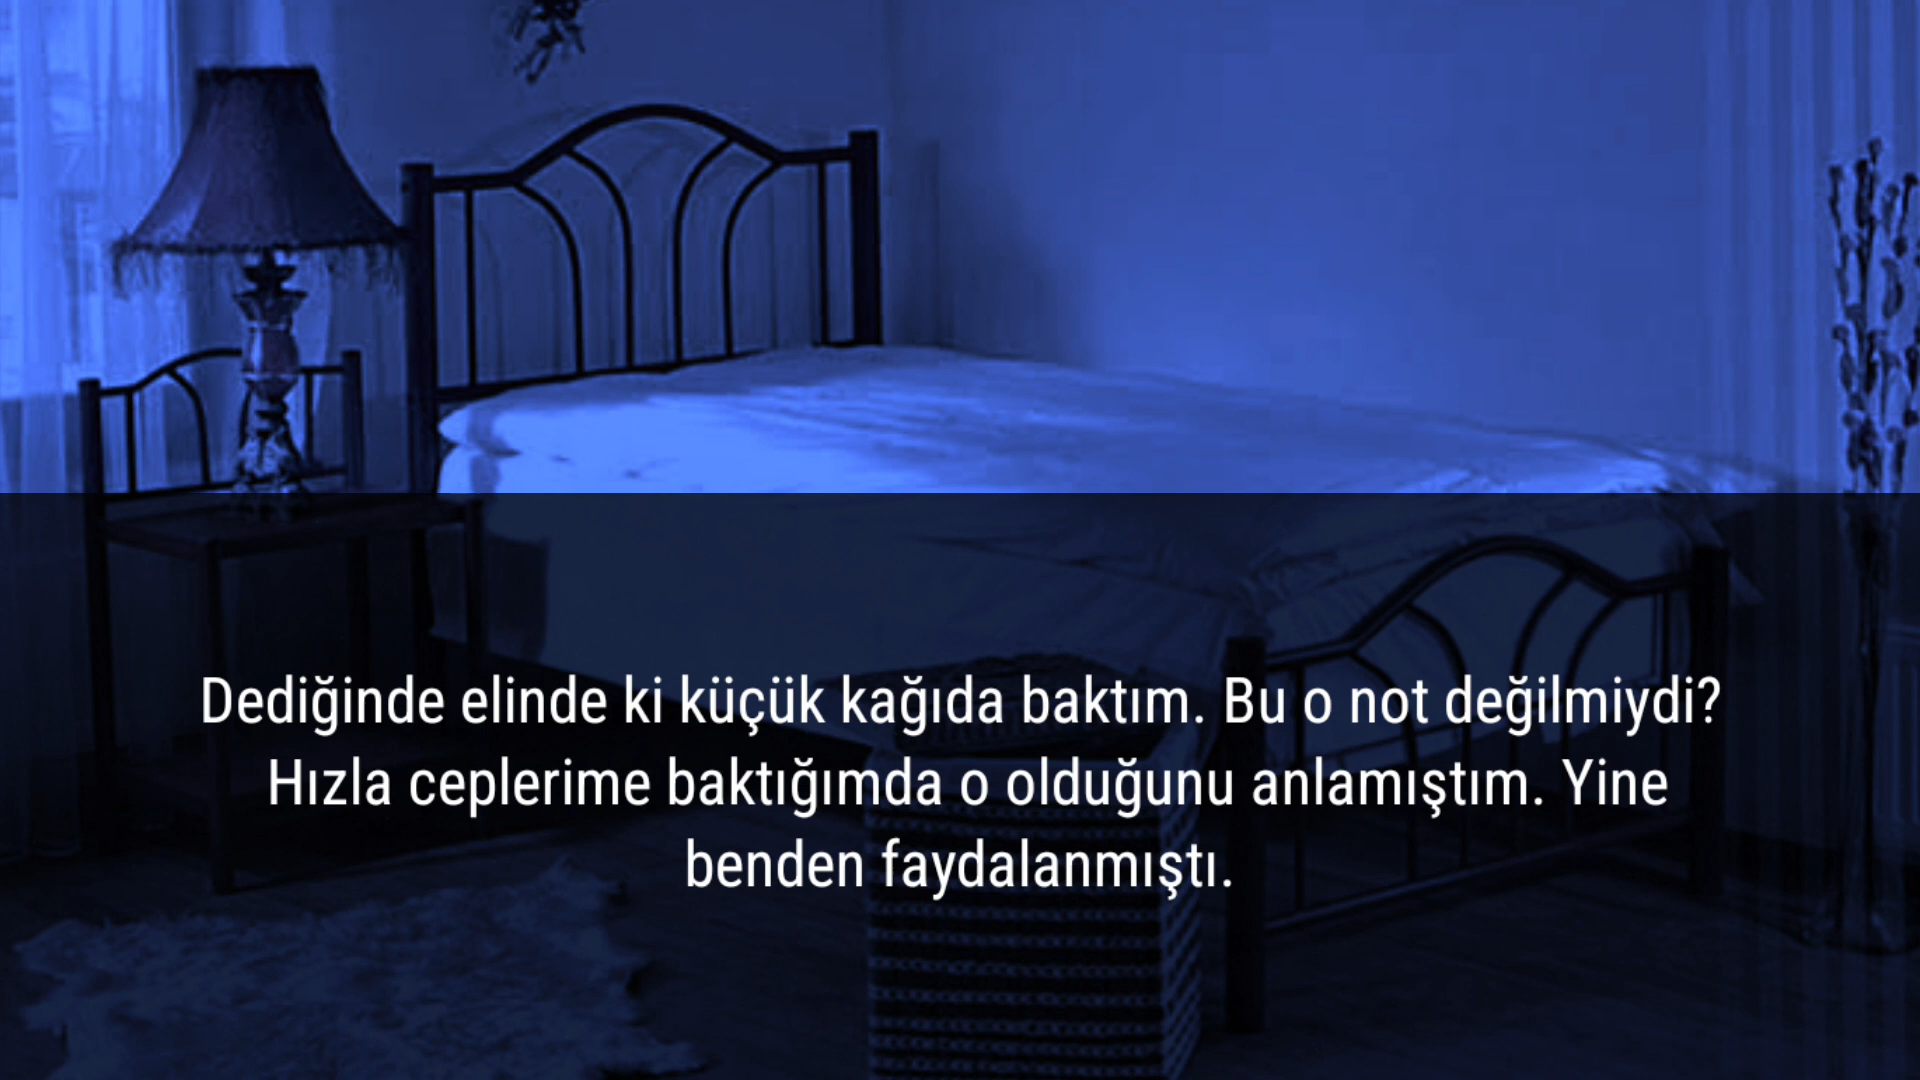 Dediğinde elinde ki küçük kağıda baktım. Bu o not değilmiydi?
Hızla ceplerime baktığımda o olduğunu anlamıştım. Yine
benden faydalanmıştı.